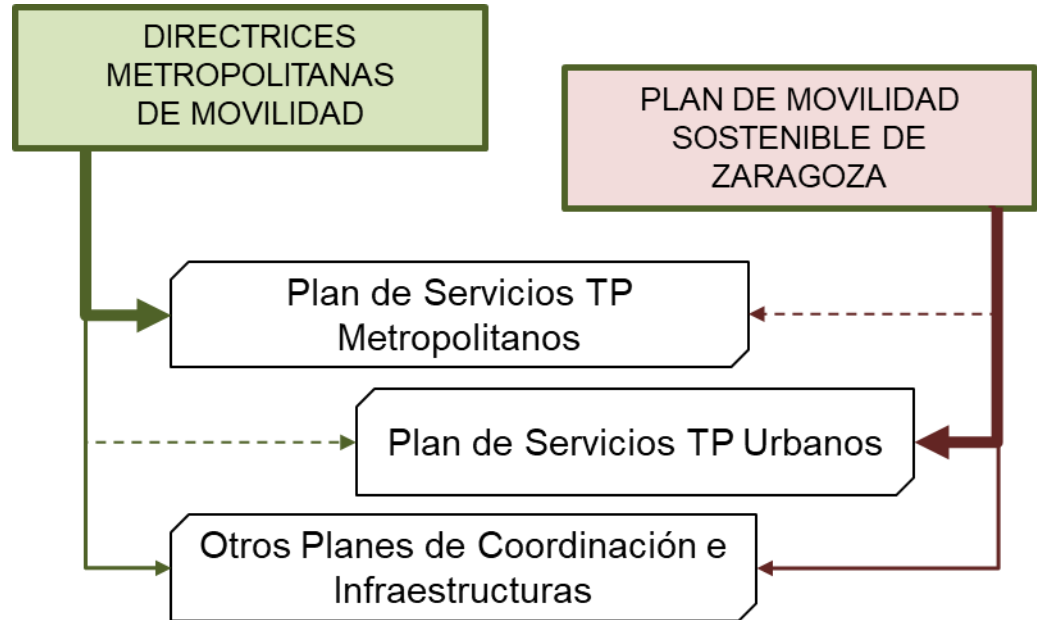 DIRECTRICES
METROPOLITANAS
DE MOVILIDAD
PLAN DE MOVILIDAD
SOSTENIBLE DE
ZARAGOZA
Plan de Servicios TP
Metropolitanos
Plan de Servicios TP Urbanos
Otros Planes de Coordinación e
Infraestructuras